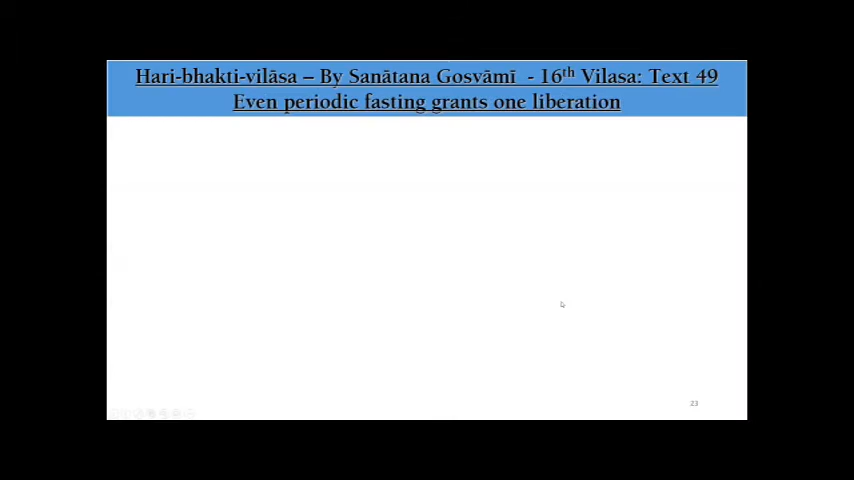 Hari-bhakti-vilāsa – By Sanātana Gosvāmī - 16th Vilasa: Text 49
Even periodic fasting grants one liberation
23